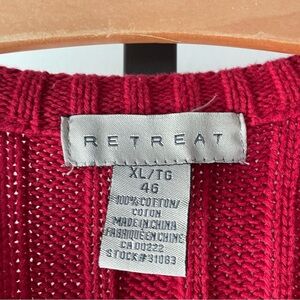 RETREAT
XL/TG
46
100% COTTON/
COTON
MADE IN CHINA
FABRIQUE EN CHINE
CA 00222
STOCK# 31083